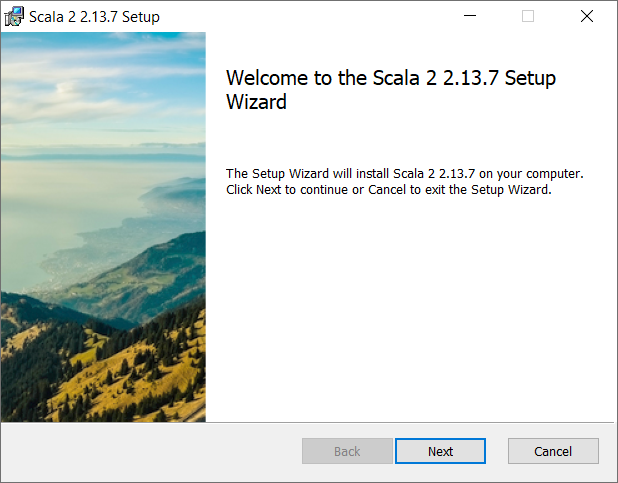 Scala 2 2.13.7 Setup
Welcome to the Scala 2 2.13.7 Setup
Wizard
The Setup Wizard will install Scala 2 2.13.7 on your computer.
Click Next to continue or Cancel to exit the Setup Wizard.
Back Next Cancel